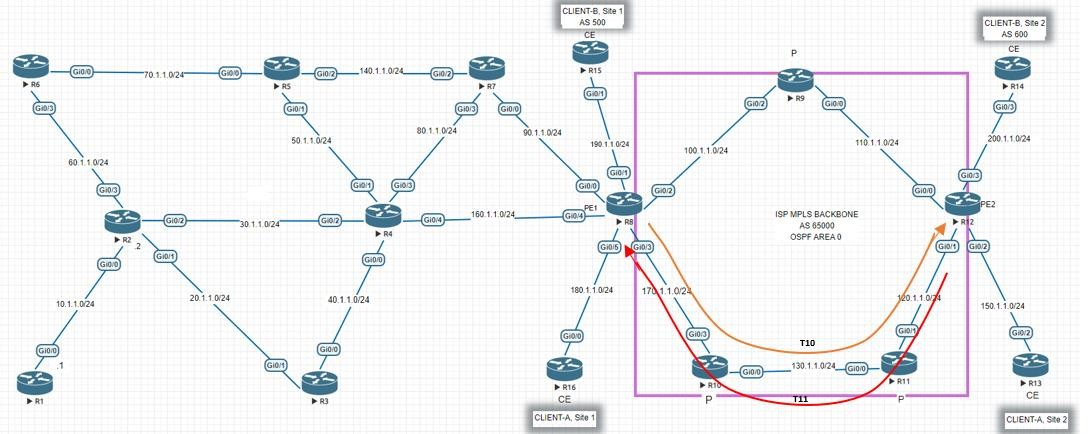 CLIENT-B, Site 1
AS 500
CE
R15
Gi0/1
CLIENT-B, Site 2
AS 600
CE
R14
Gi0/3
R6
Gi0/0
70.1.1.0/24
Gi0/0
R5
Gi0/2
140.1.1.0/24
Gi0/2
R7
P
R9
Gi0/3
Gi0/1
Gi0/3
Gi0/0
Gi0/2
Gi0/0
60.1.1.0/24
50.1.1.0/24
80.1.1.0/24
90.1.1.0/24
190.1.1.0/24
100.1.1.0/24
110.1.1.0/24
200.1.1.0/24
Gi0/3
Gi0/1
Gi0/3
Gi0/0
Gi0/1
Gi0/2
Gi0/0
Gi0/3
R2
.2
Gi0/2
30.1.1.0/24
Gi0/2
R4
Gi0/4
160.1.1.0/24
Gi0/4
PE1
R8
ISP MPLS BACKBONE
AS 65000
OSPF AREA 0
PE2
R12
Gi0/0
Gi0/1
Gi0/0
Gi0/5
Gi0/3
Gi0/1
Gi0/2
10.1.1.0/24
20.1.1.0/24
40.1.1.0/24
180.1.1.0/24
170.1.1.0/24
120.1.1.0/24
150.1.1.0/24
Gi0/0
.1
R1
Gi0/1
Gi0/0
R3
Gi0/0
R16
CE
CLIENT-A, Site 1
Gi0/3
R10
P
Gi0/0
130.1.1.0/24
Gi0/0
Gi0/1
R11
P
T10
T11
Gi0/2
R13
CE
CLIENT-A, Site 2